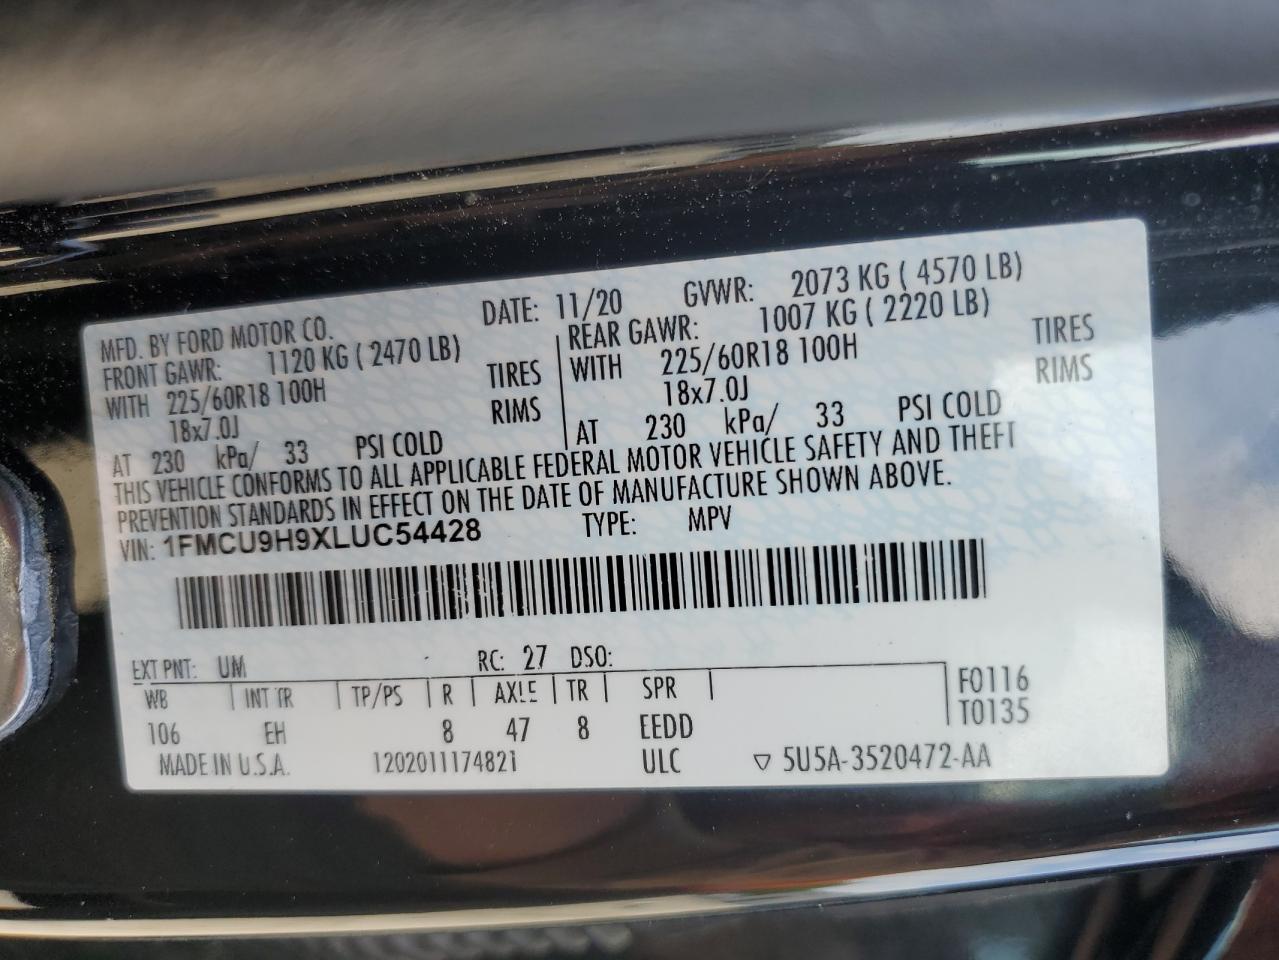 MFD. BY FORD MOTOR CO. DATE: 11/20 GVWR: 2073 KG ( 4570 LB)
FRONT GAWR: 1120 KG ( 2470 LB) REAR GAWR: 1007 KG ( 2220 LB)
WITH 225/60R18 100H TIRES WITH 225/60R18 100H TIRES
18x7.0J RIMS 18x7.0J RIMS
AT 230 kPa/ 33 PSI COLD AT 230 kPa/ 33 PSI COLD
THIS VEHICLE CONFORMS TO ALL APPLICABLE FEDERAL MOTOR VEHICLE SAFETY AND THEFT
PREVENTION STANDARDS IN EFFECT ON THE DATE OF MANUFACTURE SHOWN ABOVE.
VIN: 1FMCU9H9XLUC54428 TYPE: MPV
EXT PNT: UM RC: 27 DSO:
WB INT TR TP/PS R AXLE TR SPR F0116
106 EH 8 47 8 EEDD T0135
MADE IN U.S.A. 1202011174821 ULC ▽ 5U5A-3520472-AA